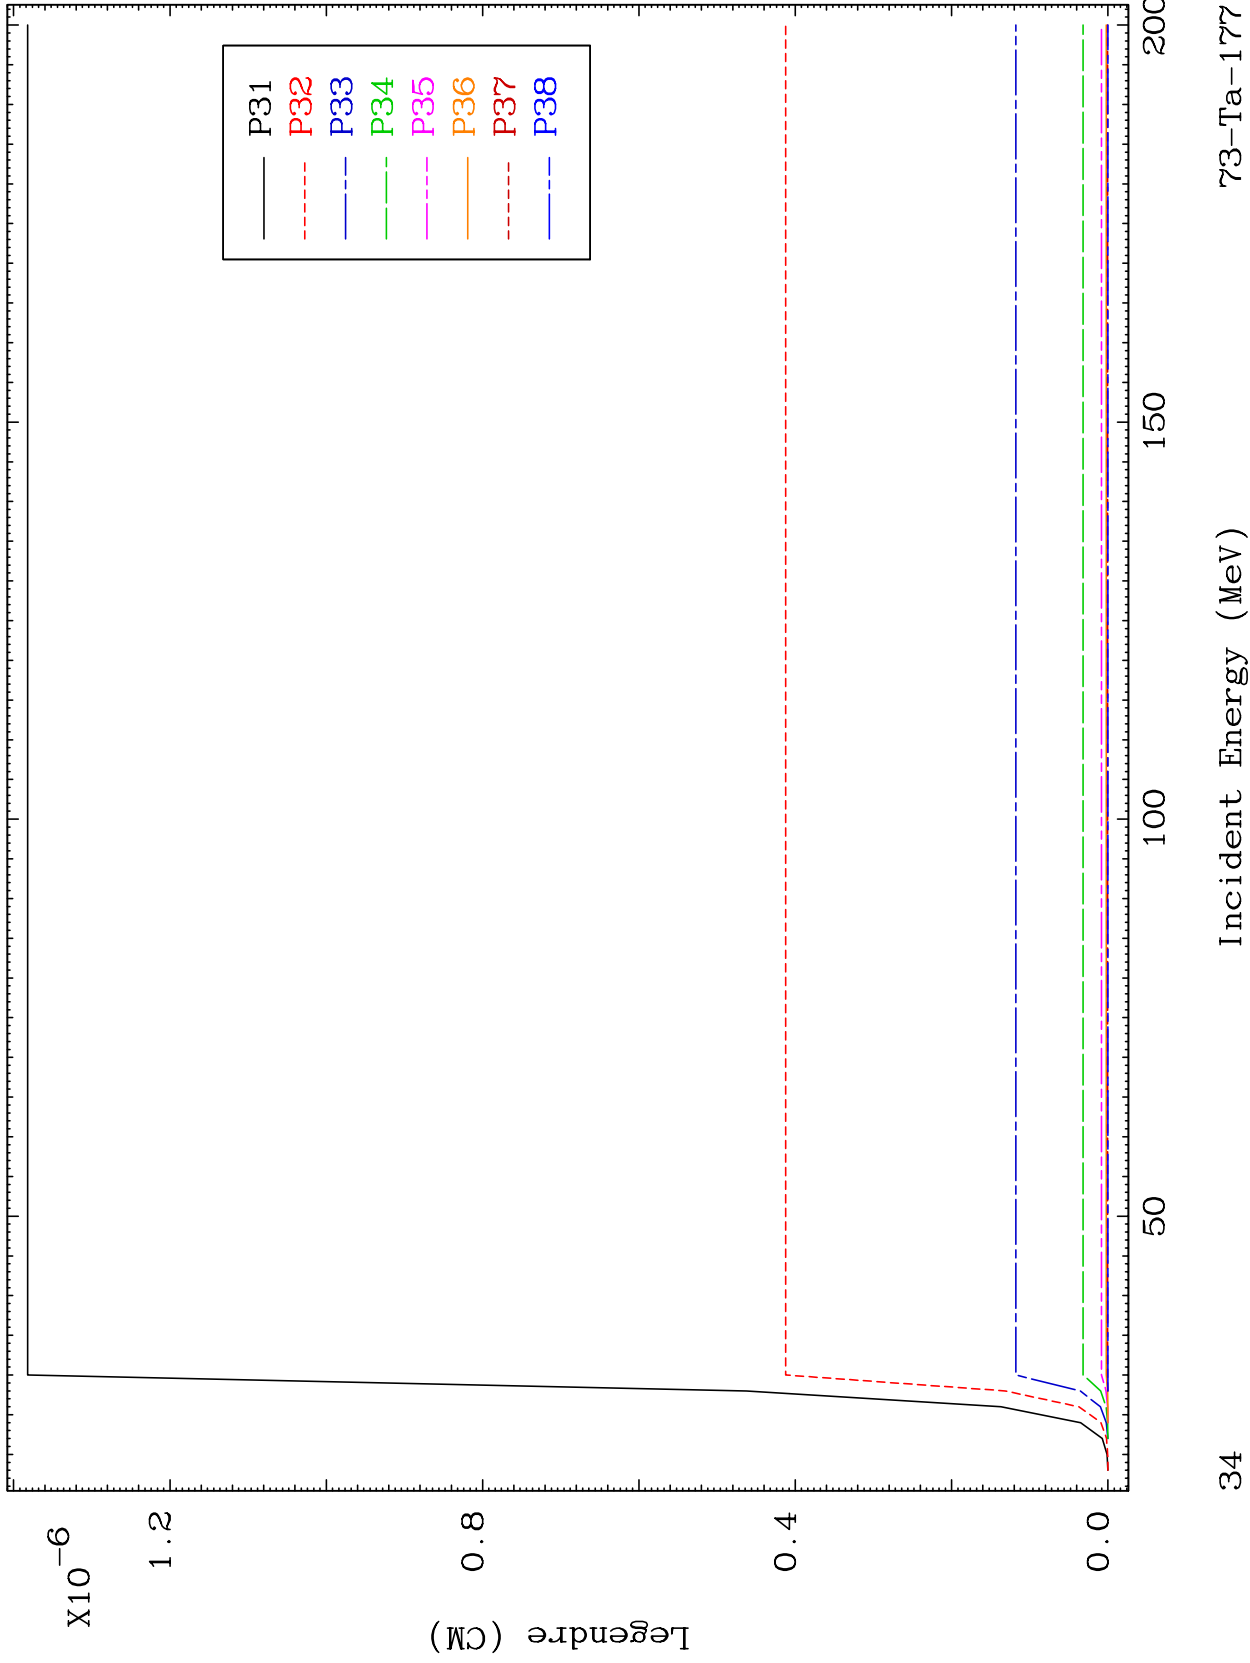 X10-6
1.2
0.8
0.4
0.0
Legendre (CM)
P31
P32
P33
P34
P35
P36
P37
P38
50
100
150
200
34
Incident Energy (MeV)
73-Ta-177